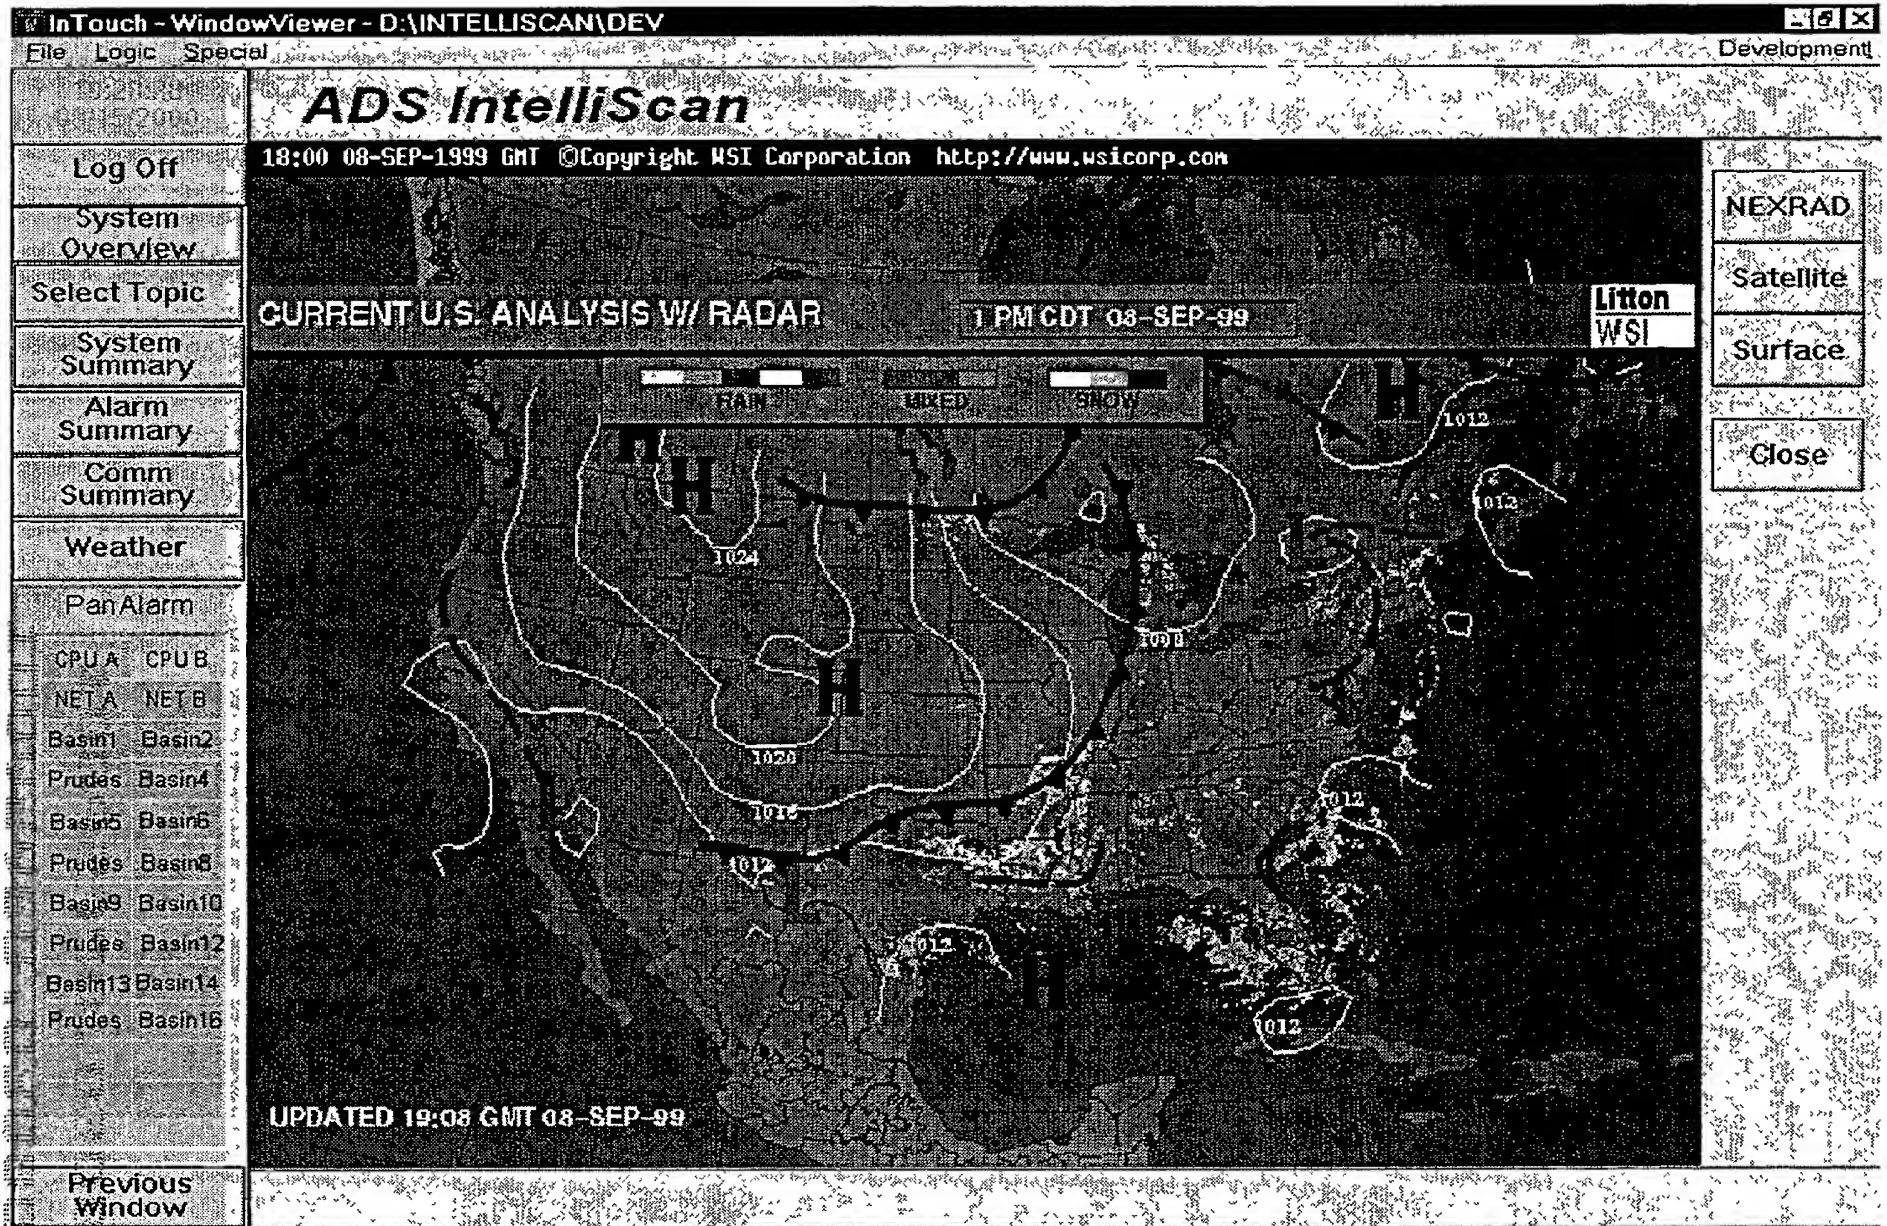 InTouch - WindowViewer - D:\INTELLISCAN\DEV
File Logic Special
Development
ADS IntelliScan
Log Off
System
Overview
Select Topic
System
Summary
Alarm
Summary
Comm
Summary
Weather
PanAlarm
CPU A CPU B
NET A NET B
Basin1 Basin2
Prudes Basin4
Basin5 Basin6
Prudes Basin8
Basin9 Basin10
Prudes Basin12
Basin13 Basin14
Prudes Basin16
Previous
Window
18:00 08-SEP-1999 GMT ©Copyright WSI Corporation http://www.wsicorp.com
CURRENT U.S. ANALYSIS W/ RADAR
1 PM CDT 08-SEP-99
Litton
WSI
RAIN MIXED SNOW
H
1012
H
H
1012
1024
1008
H
1020
1016
1012
1012
1012
H
1012
UPDATED 19:08 GMT 08-SEP-99
NEXRAD
Satellite
Surface
Close